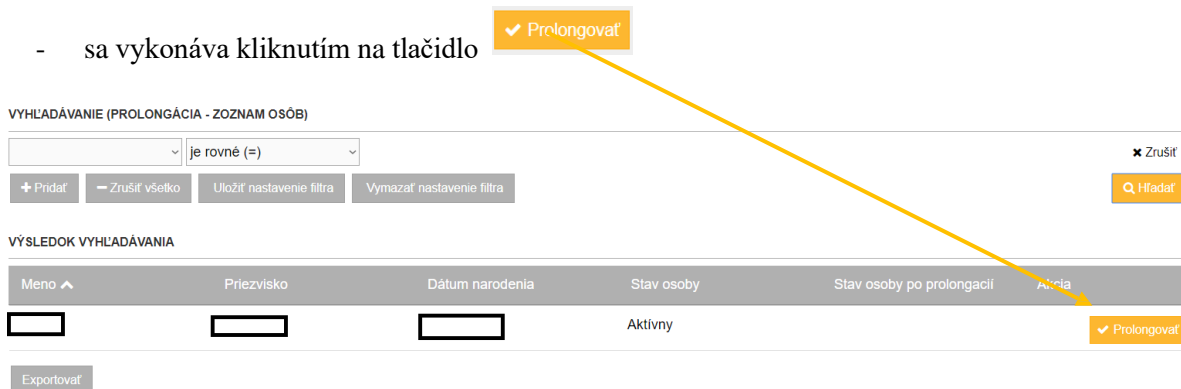 - sa vykonáva kliknutím na tlačidlo Prolongovať
VYHĽADÁVANIE (PROLONGÁCIA - ZOZNAM OSÔB)
je rovné (=) Zrušiť
Pridať Zrušiť všetko Uložiť nastavenie filtra Vymazať nastavenie filtra Hľadať
VÝSLEDOK VYHĽADÁVANIA
Meno Priezvisko Dátum narodenia Stav osoby Stav osoby po prolongacií Akcia
Aktívny Prolongovať
Exportovať